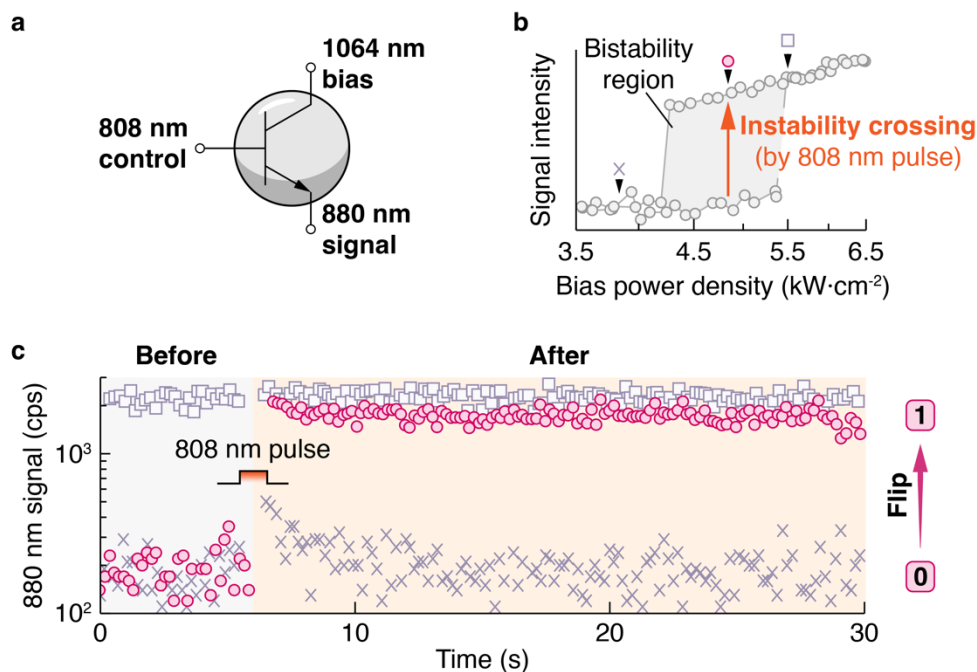 a
1064 nm
bias
808 nm
control
880 nm
signal
b
Bistability
region
Instability crossing
(by 808 nm pulse)
Signal intensity
3.5 4.5 5.5 6.5
Bias power density (kW·cm-2)
c
Before After
880 nm signal (cps)
103
102
808 nm pulse
0 10 20 30
Time (s)
1
Flip
0